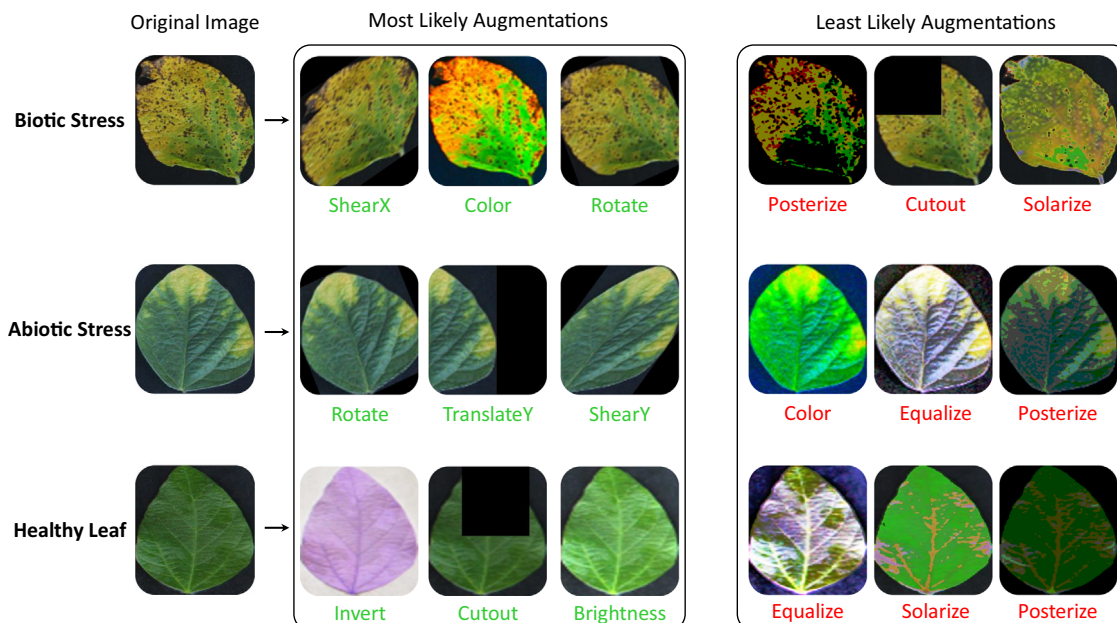 Original Image
Most Likely Augmentations
Least Likely Augmentations
Biotic Stress
ShearX
Color
Rotate
Posterize
Cutout
Solarize
Abiotic Stress
Rotate
TranslateY
ShearY
Color
Equalize
Posterize
Healthy Leaf
Invert
Cutout
Brightness
Equalize
Solarize
Posterize